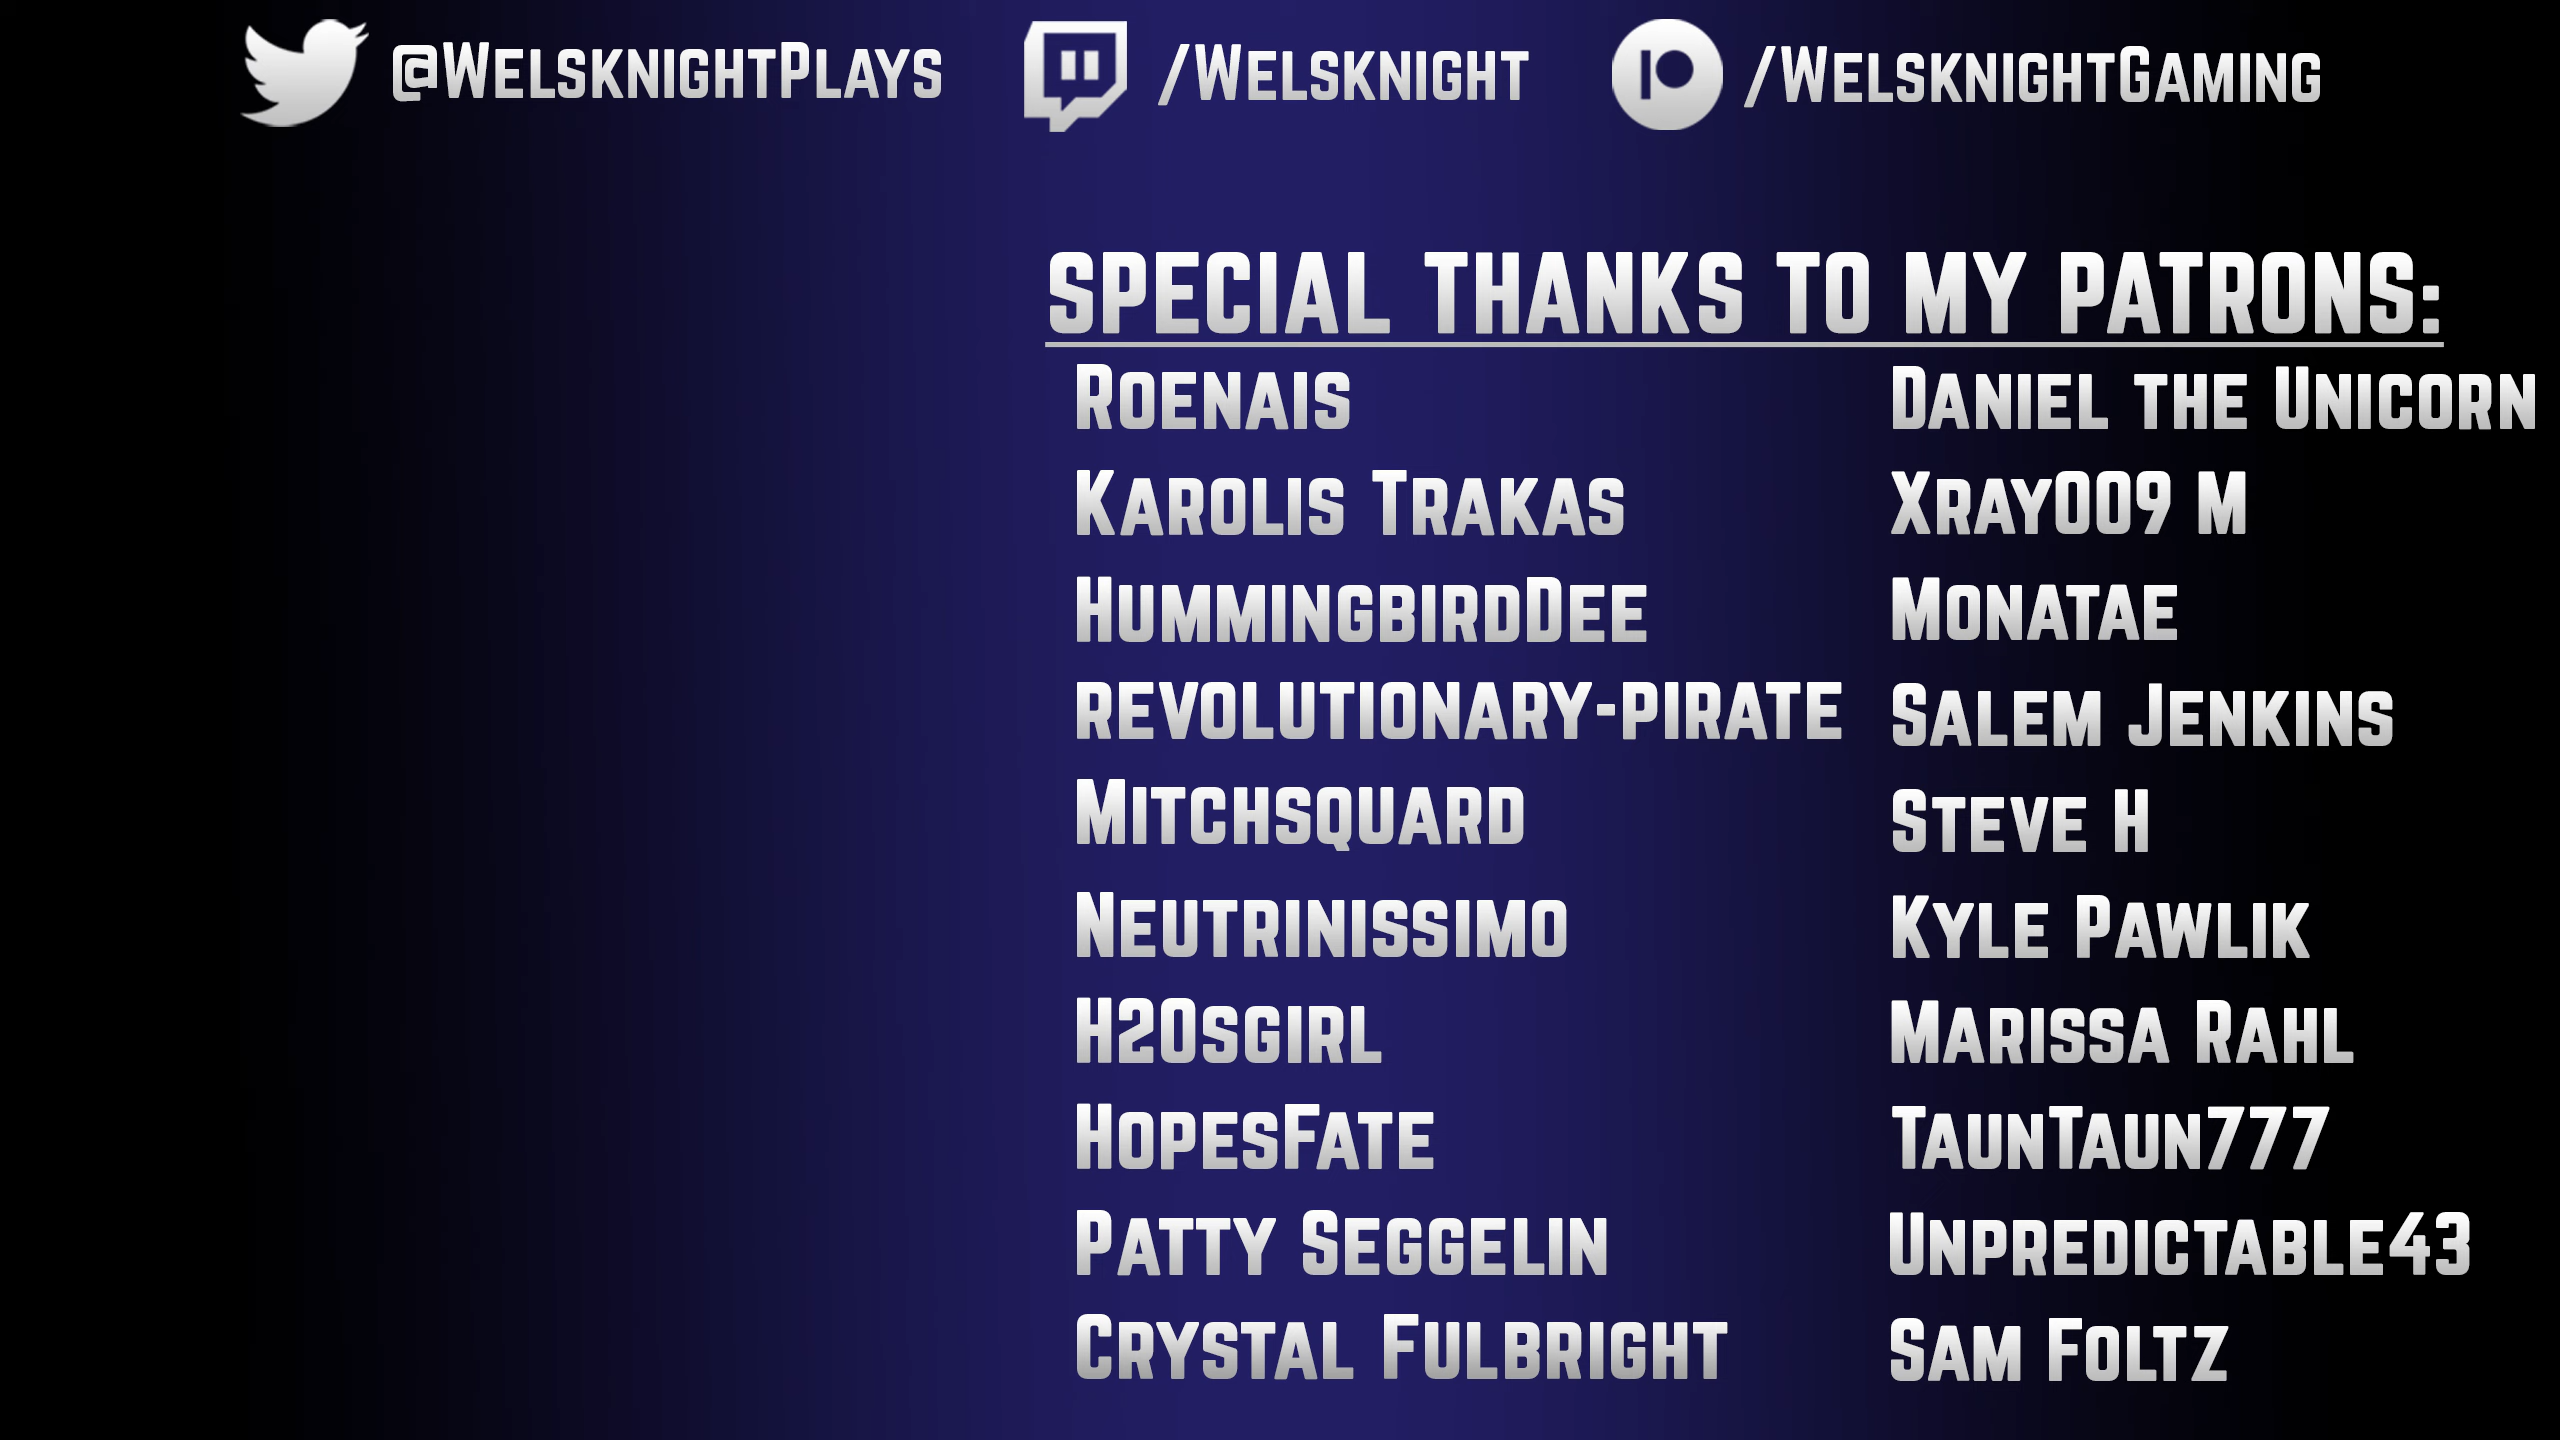 @WelsknightPlays /Welsknight /WelsknightGaming
SPECIAL THANKS TO MY PATRONS:
Roenais
Karolis Trakas
HummingbirdDee
revolutionary-pirate
Mitchsquard
Neutrinissimo
H20sgirl
HopesFate
Patty Seggelin
Crystal Fulbright
Daniel the Unicorn
Xray009 M
Monatae
Salem Jenkins
Steve H
Kyle Pawlik
Marissa Rahl
TaunTaun777
Unpredictable43
Sam Foltz